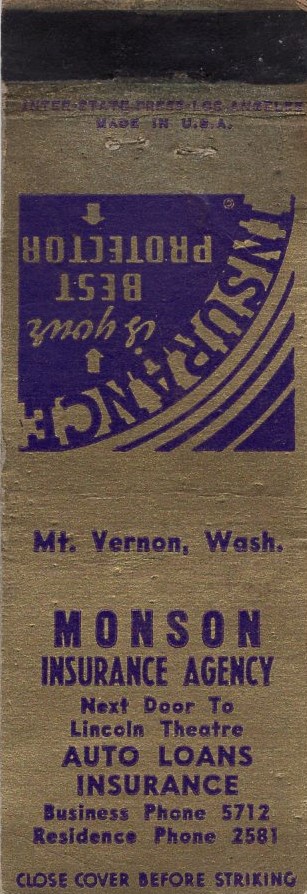 INTER-STATE PRESS-LOS ANGELES
MADE IN U.S.A.
INSURANCE
is your
BEST
PROTECTOR
Mt. Vernon, Wash.
MONSON
INSURANCE AGENCY
Next Door To
Lincoln Theatre
AUTO LOANS
INSURANCE
Business Phone 5712
Residence Phone 2581
CLOSE COVER BEFORE STRIKING